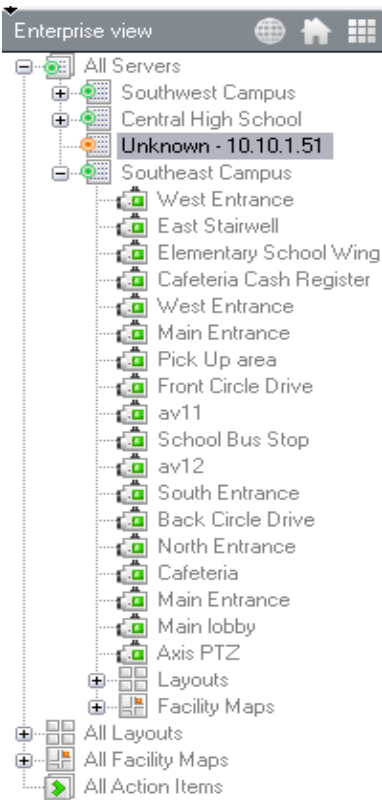 Enterprise view
All Servers
Southwest Campus
Central High School
Unknown - 10.10.1.51
Southeast Campus
West Entrance
East Stairwell
Elementary School Wing
Cafeteria Cash Register
West Entrance
Main Entrance
Pick Up area
Front Circle Drive
av11
School Bus Stop
av12
South Entrance
Back Circle Drive
North Entrance
Cafeteria
Main Entrance
Main lobby
Axis PTZ
Layouts
Facility Maps
All Layouts
All Facility Maps
All Action Items